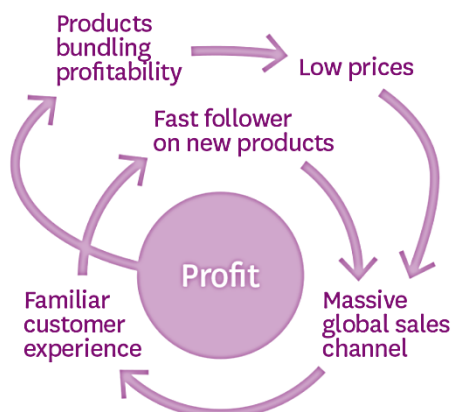 Products
bundling
profitability
Low prices
Fast follower
on new products
Profit
Familiar
customer
experience
Massive
global sales
channel